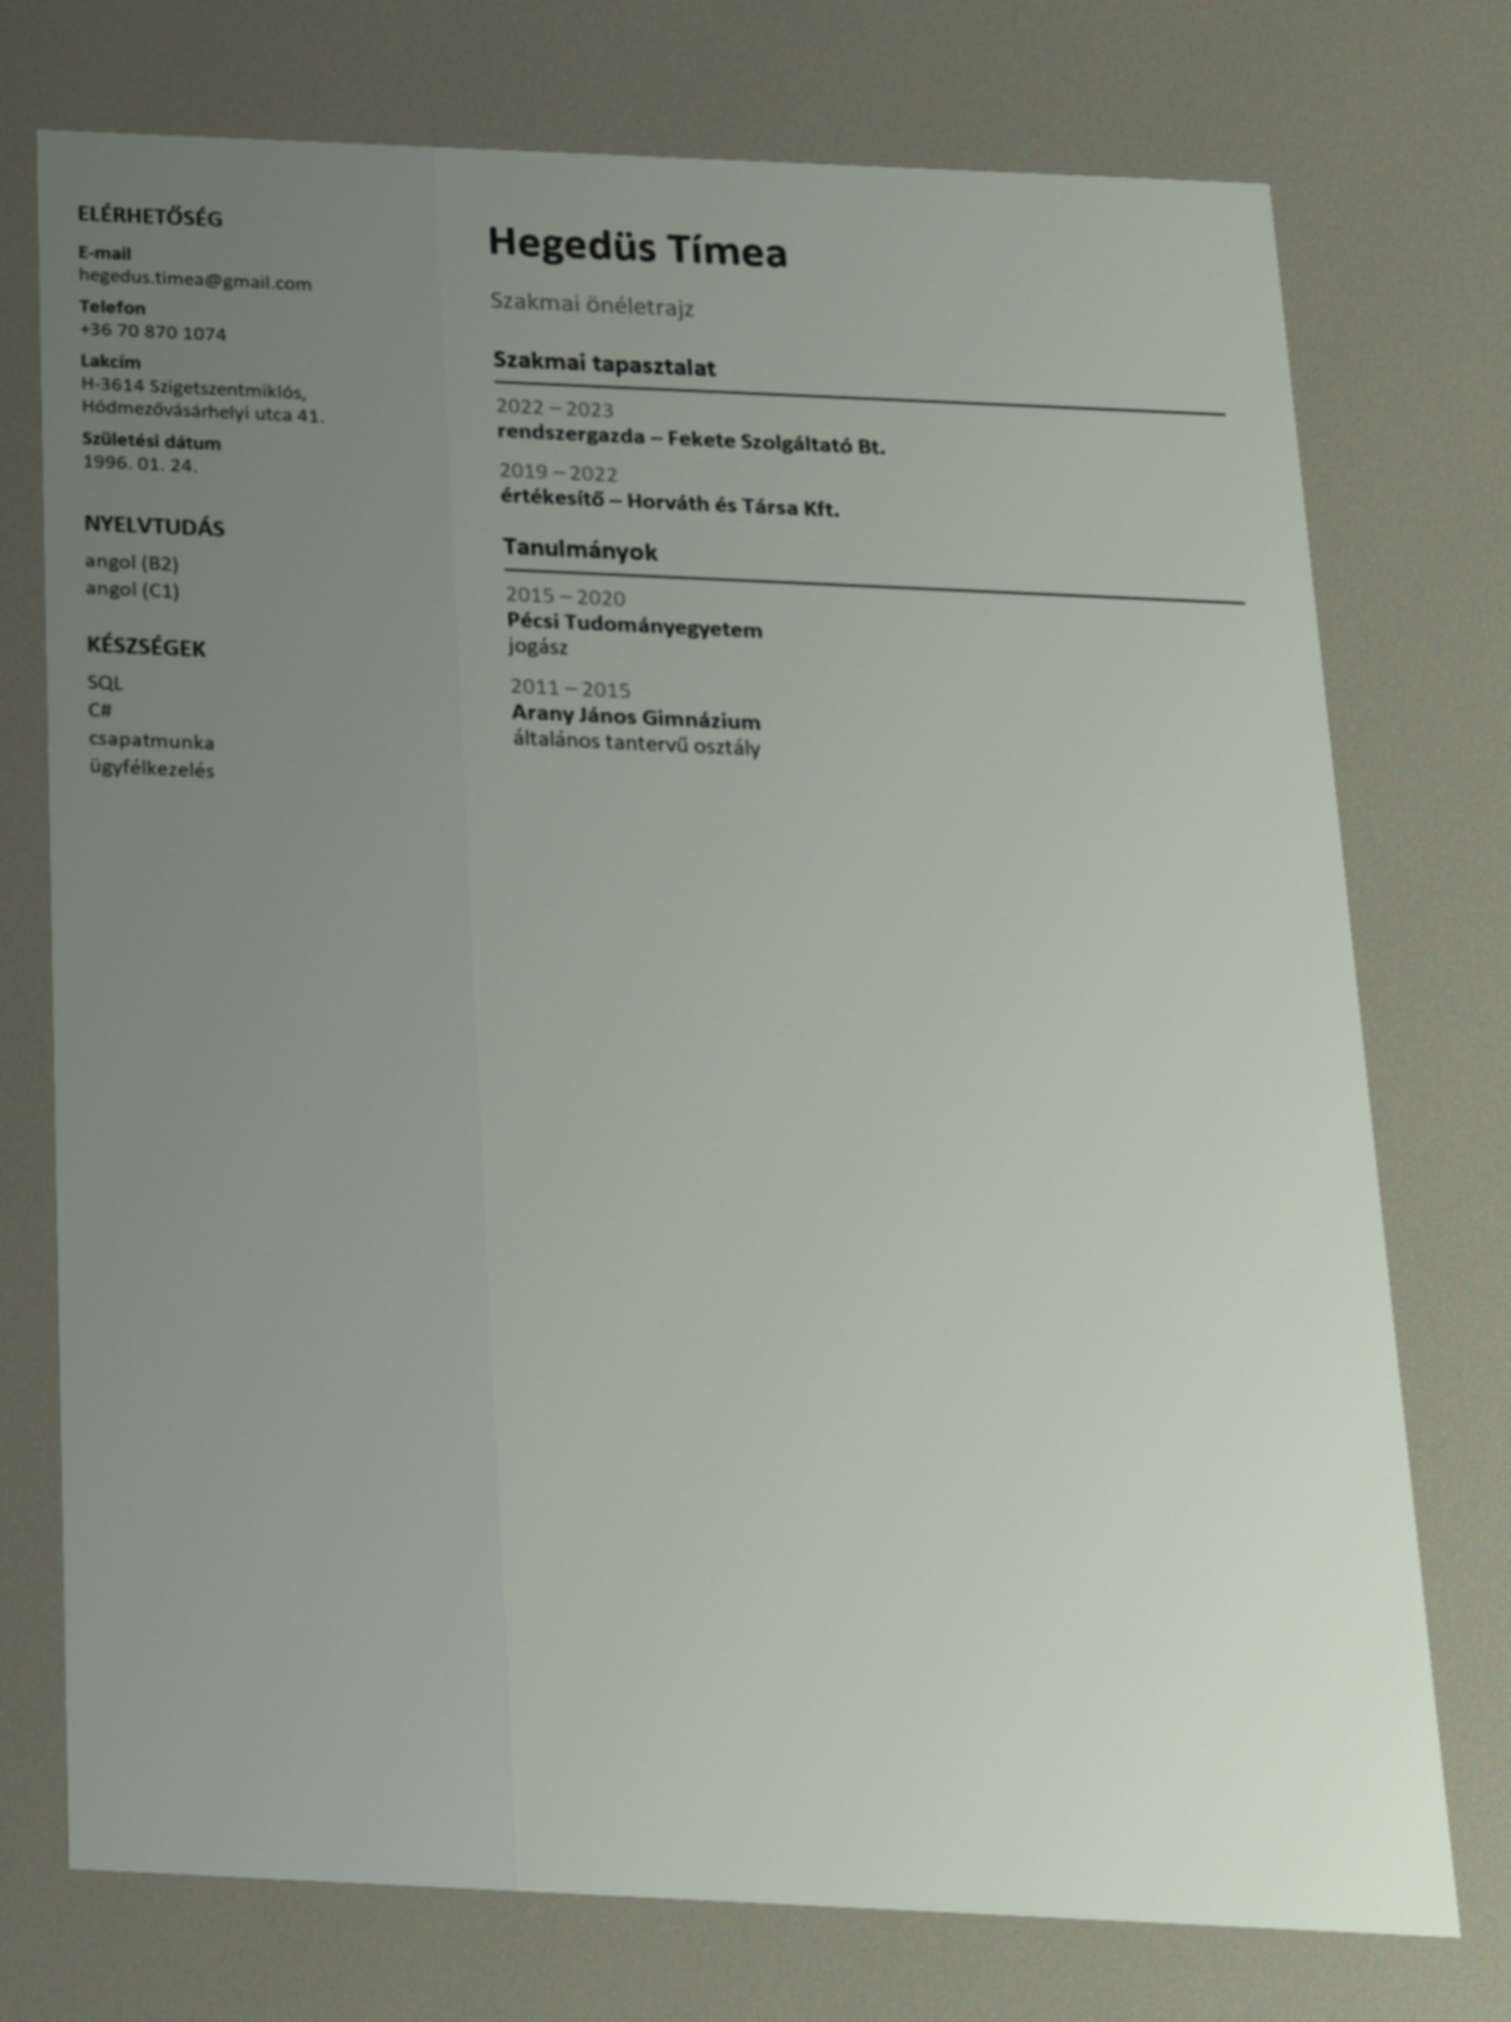 ELÉRHETŐSÉG
E-mail
hegedus.timea@gmail.com
Telefon
+36 70 870 1074
Lakcím
H-3614 Szigetszentmiklós,
Hódmezővásárhelyi utca 41.
Születési dátum
1996. 01. 24.
NYELVTUDÁS
angol (B2)
angol (C1)
KÉSZSÉGEK
SQL
C#
csapatmunka
ügyfélkezelés
Hegedüs Tímea
Szakmai önéletrajz
Szakmai tapasztalat
2022 – 2023
rendszergazda – Fekete Szolgáltató Bt.
2019 – 2022
értékesítő – Horváth és Társa Kft.
Tanulmányok
2015 – 2020
Pécsi Tudományegyetem
jogász
2011 – 2015
Arany János Gimnázium
általános tantervű osztály